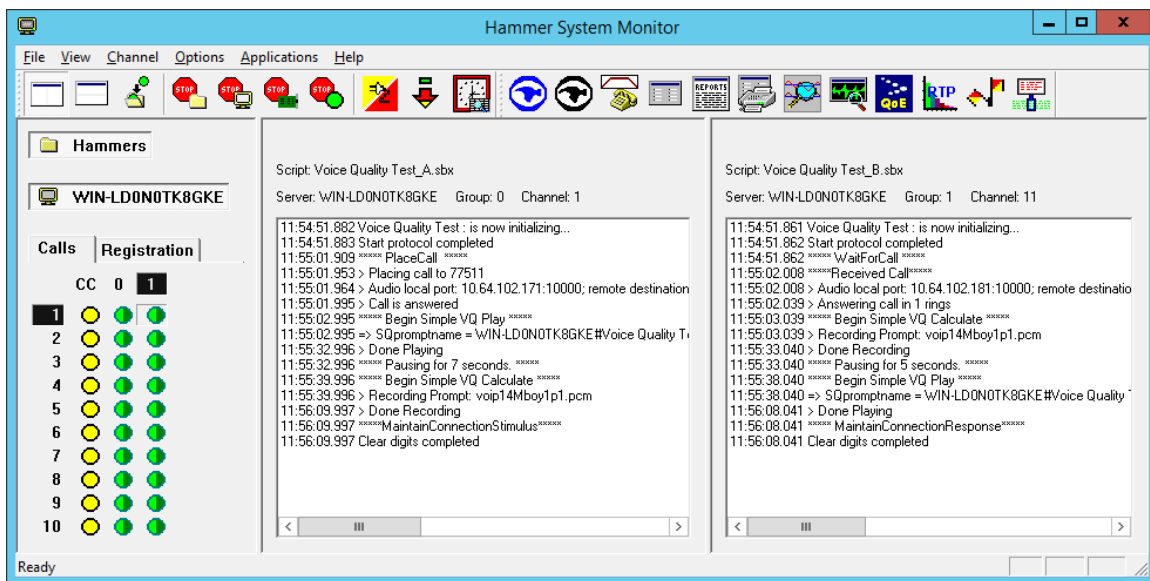 Hammer System Monitor
File View Channel Options Applications Help
STOP STOP STOP STOP 2 REPORTS QoE RTP
Hammers
WIN-LD0N0TK8GKE
Calls Registration
CC 0 1
1
2
3
4
5
6
7
8
9
10
Script: Voice Quality Test_A.sbx
Server: WIN-LD0N0TK8GKE Group: 0 Channel: 1
11:54:51.882 Voice Quality Test : is now initializing...
11:54:51.883 Start protocol completed
11:55:01.909 ***** PlaceCall *****
11:55:01.953 > Placing call to 77511
11:55:01.964 > Audio local port: 10.64.102.171:10000; remote destination
11:55:01.995 > Call is answered
11:55:02.995 ***** Begin Simple VQ Play *****
11:55:02.995 => SQpromptname = WIN-LD0N0TK8GKE#Voice Quality T
11:55:32.996 > Done Playing
11:55:32.996 ***** Pausing for 7 seconds. *****
11:55:39.996 ***** Begin Simple VQ Calculate *****
11:55:39.996 > Recording Prompt: voip14Mboy1p1.pcm
11:56:09.997 > Done Recording
11:56:09.997 *****MaintainConnectionStimulus*****
11:56:09.997 Clear digits completed
Script: Voice Quality Test_B.sbx
Server: WIN-LD0N0TK8GKE Group: 1 Channel: 11
11:54:51.861 Voice Quality Test : is now initializing...
11:54:51.862 Start protocol completed
11:54:51.862 ***** WaitForCall *****
11:55:02.008 *****Received Call*****
11:55:02.008 > Audio local port: 10.64.102.181:10000; remote destinatio
11:55:02.039 > Answering call in 1 rings
11:55:03.039 ***** Begin Simple VQ Calculate *****
11:55:03.039 > Recording Prompt: voip14Mboy1p1.pcm
11:55:33.040 > Done Recording
11:55:33.040 ***** Pausing for 5 seconds. *****
11:55:38.040 ***** Begin Simple VQ Play *****
11:55:38.040 => SQpromptname = WIN-LD0N0TK8GKE#Voice Quality
11:56:08.041 > Done Playing
11:56:08.041 ***** MaintainConnectionResponse*****
11:56:08.041 Clear digits completed
Ready